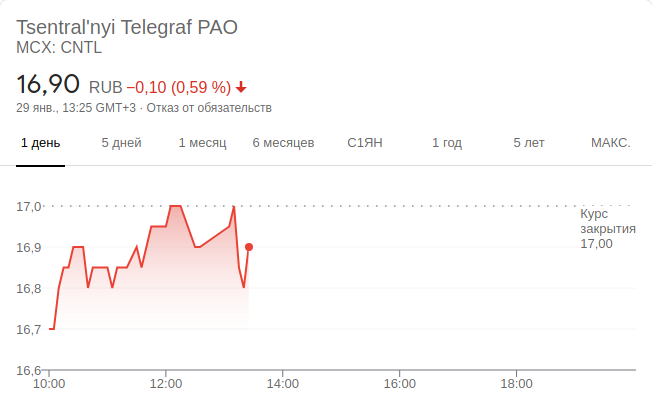 Tsentral'nyi Telegraf PAO
MCX: CNTL
16,90 RUB −0,10 (0,59 %)
29 янв., 13:25 GMT+3 · Отказ от обязательств
1 день 5 дней 1 месяц 6 месяцев С1ЯН 1 год 5 лет МАКС.
17,0
Курс
закрытия
17,00
16,9
16,8
16,7
16,6
10:00 12:00 14:00 16:00 18:00